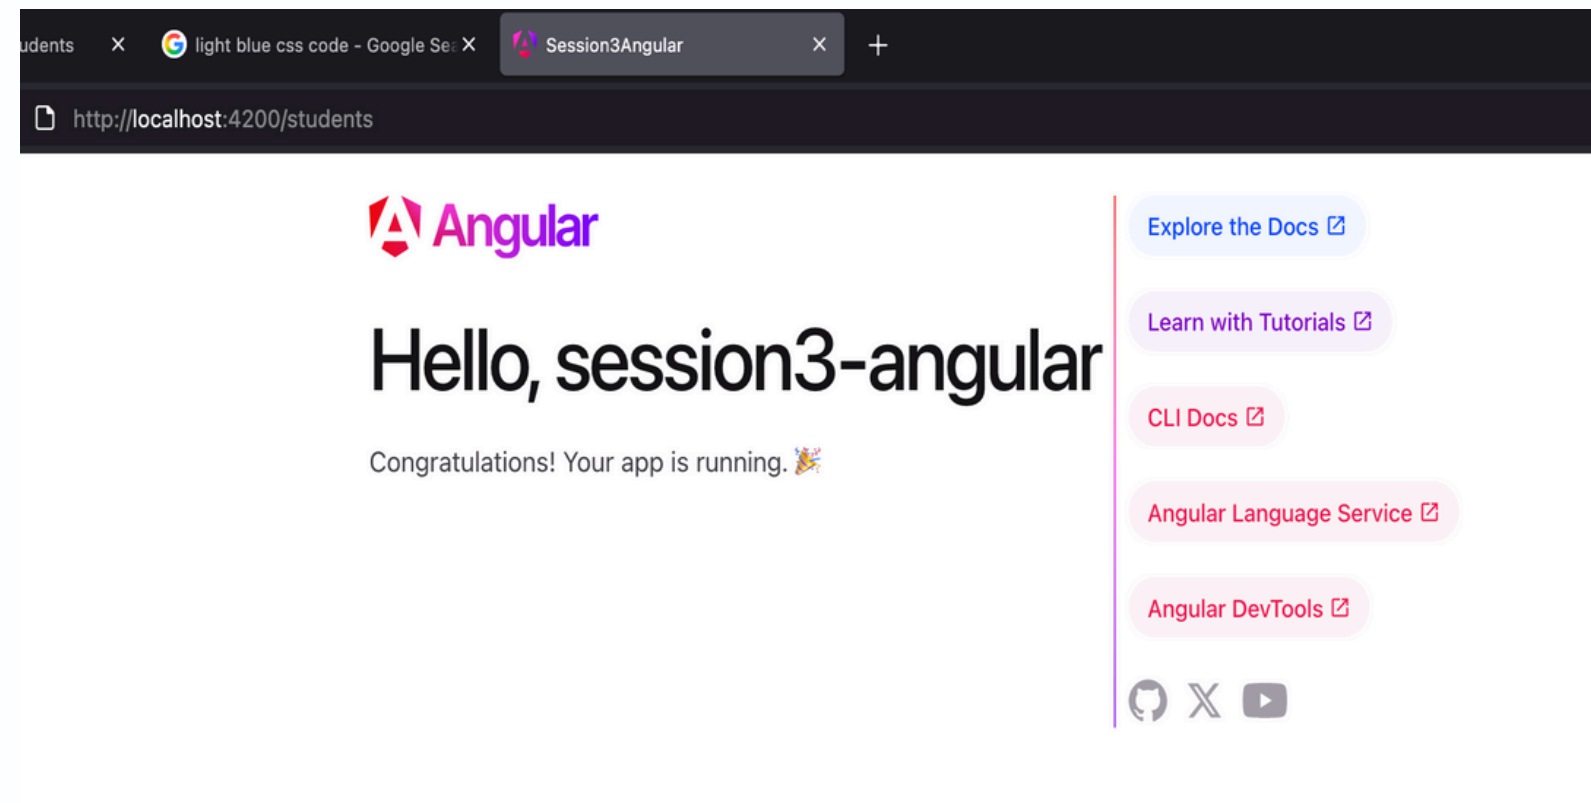 udents
light blue css code - Google Sea
Session3Angular
http://localhost:4200/students
Angular
Hello, session3-angular
Congratulations! Your app is running. 🎉
Explore the Docs
Learn with Tutorials
CLI Docs
Angular Language Service
Angular DevTools